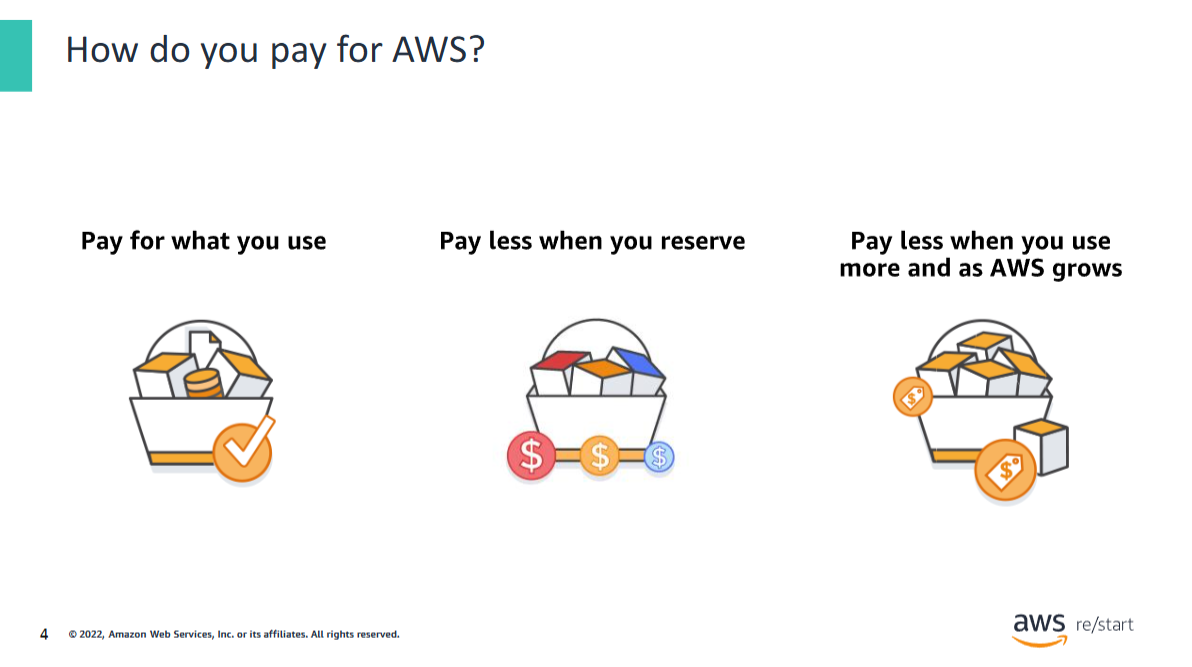 How do you pay for AWS?
Pay for what you use
Pay less when you reserve
Pay less when you use
more and as AWS grows
$ $ $
$
$
4 © 2022, Amazon Web Services, Inc. or its affiliates. All rights reserved.
aws re/start